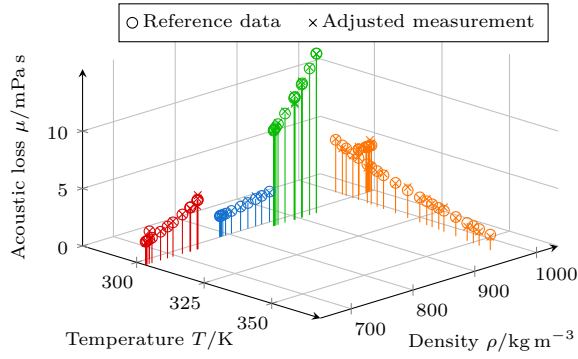 Reference data
Adjusted measurement
Acoustic loss μ/mPa s
10
5
0
300
325
350
Temperature T/K
700
800
900
1000
Density ρ/kg m⁻³